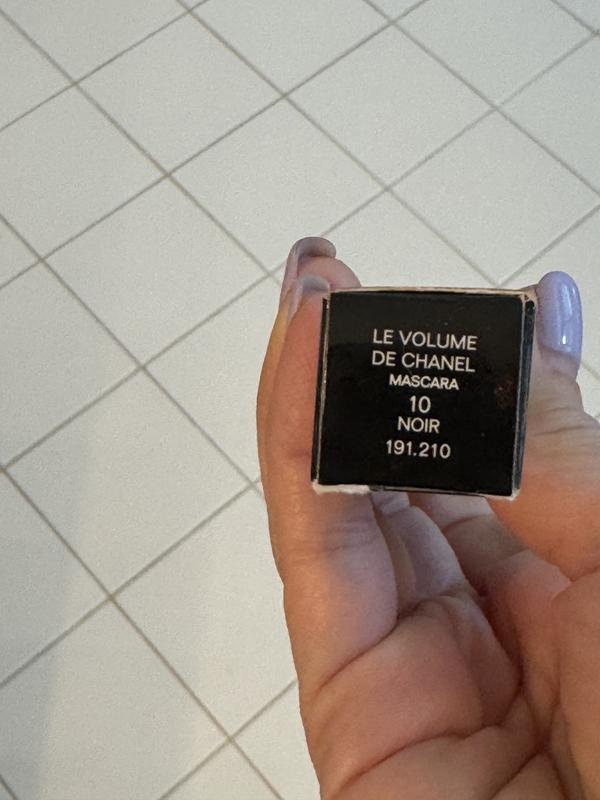 LE VOLUME
DE CHANEL
MASCARA
10
NOIR
191.210